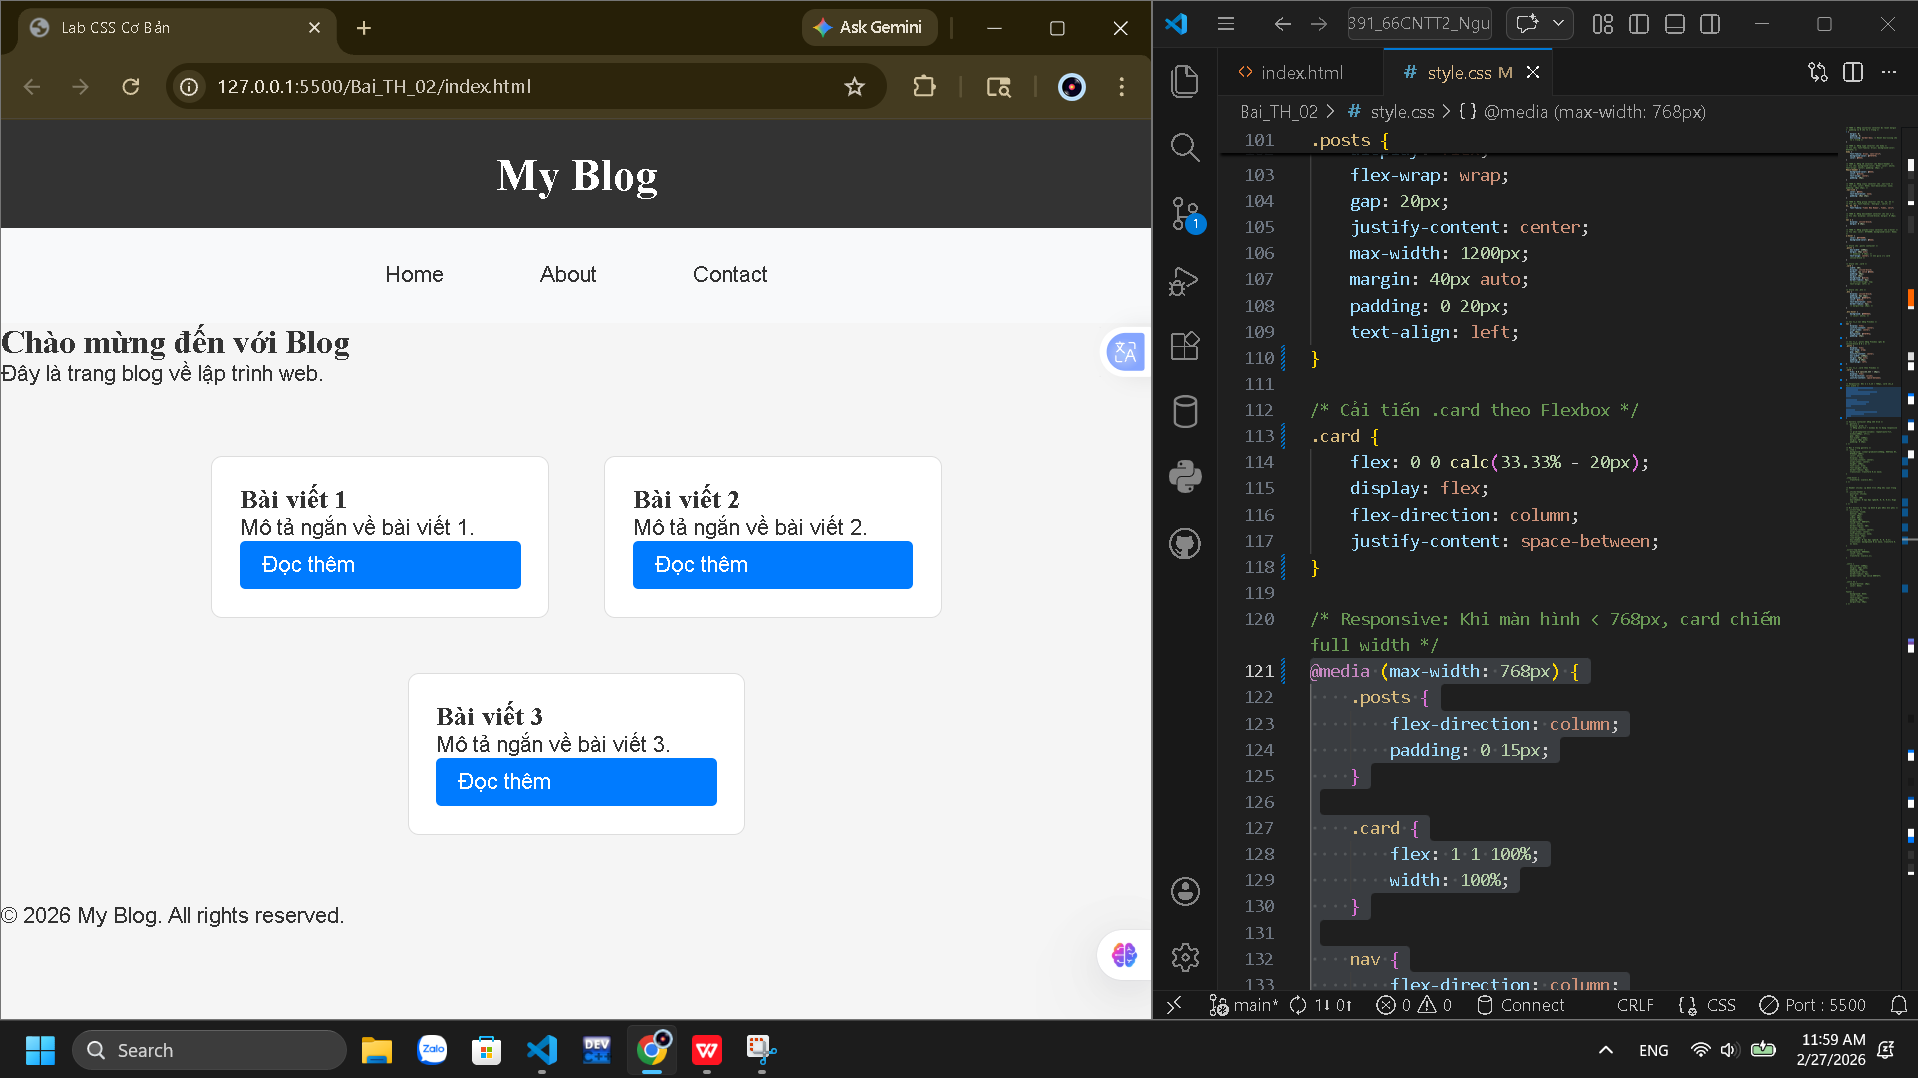 Lab CSS Cơ Bản
Ask Gemini
127.0.0.1:5500/Bai_TH_02/index.html
My Blog
Home About Contact
Chào mừng đến với Blog
Đây là trang blog về lập trình web.
Bài viết 1
Mô tả ngắn về bài viết 1.
Đọc thêm
Bài viết 2
Mô tả ngắn về bài viết 2.
Đọc thêm
Bài viết 3
Mô tả ngắn về bài viết 3.
Đọc thêm
© 2026 My Blog. All rights reserved.
391_66CNTT2_Ngu
index.html
# style.css M
Bai_TH_02 > # style.css > {} @media (max-width: 768px)
101 .posts {
103 flex-wrap: wrap;
104 gap: 20px;
105 justify-content: center;
106 max-width: 1200px;
107 margin: 40px auto;
108 padding: 0 20px;
109 text-align: left;
110 }
111
112 /* Cải tiến .card theo Flexbox */
113 .card {
114 flex: 0 0 calc(33.33% - 20px);
115 display: flex;
116 flex-direction: column;
117 justify-content: space-between;
118 }
119
120 /* Responsive: Khi màn hình < 768px, card chiếm
full width */
121 @media (max-width: 768px) {
122 .posts {
123 flex-direction: column;
124 padding: 0 15px;
125 }
126
127 .card {
128 flex: 1 1 100%;
129 width: 100%;
130 }
131
132 nav {
133 flex-direction: column;
1
main* 1↓ 0↑ 0 0 Connect CRLF {} CSS Port : 5500
Search
Zalo
DEV
ENG
11:59 AM
2/27/2026